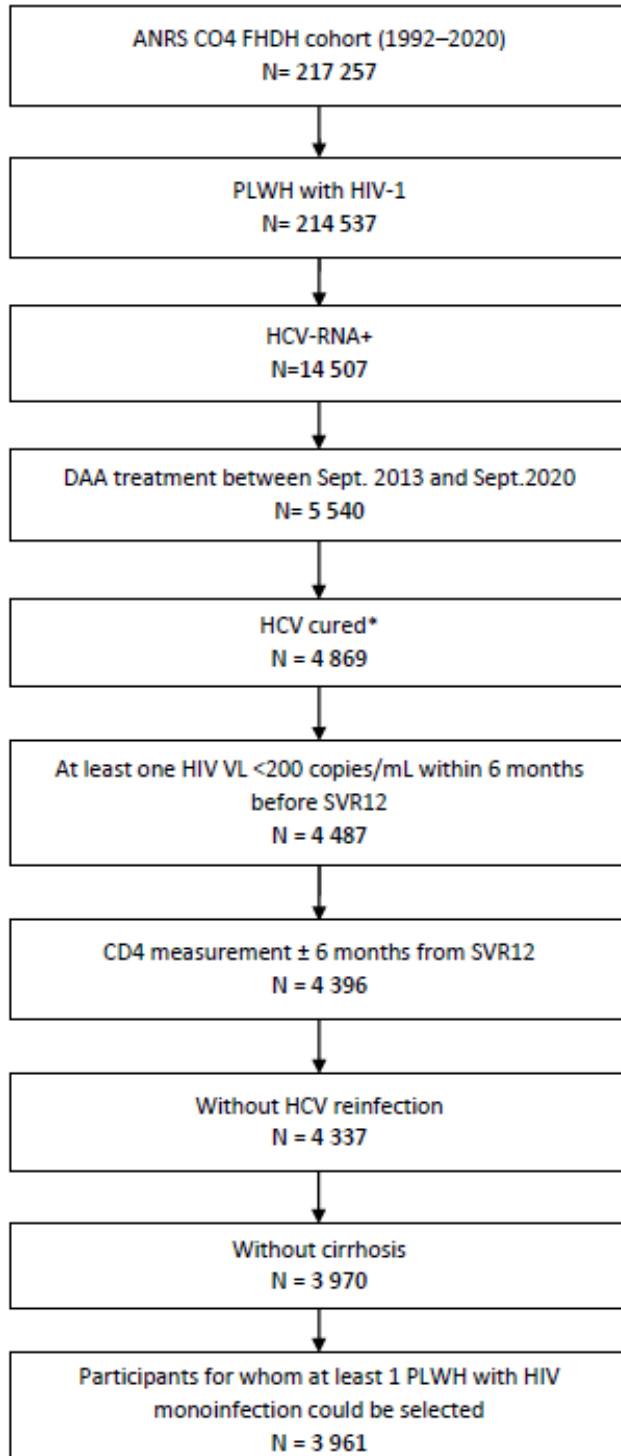 ANRS CO4 FHDH cohort (1992–2020)
N= 217 257
PLWH with HIV-1
N= 214 537
HCV-RNA+
N=14 507
DAA treatment between Sept. 2013 and Sept.2020
N= 5 540
HCV cured*
N = 4 869
At least one HIV VL <200 copies/mL within 6 months
before SVR12
N = 4 487
CD4 measurement ± 6 months from SVR12
N = 4 396
Without HCV reinfection
N = 4 337
Without cirrhosis
N = 3 970
Participants for whom at least 1 PLWH with HIV
monoinfection could be selected
N = 3 961